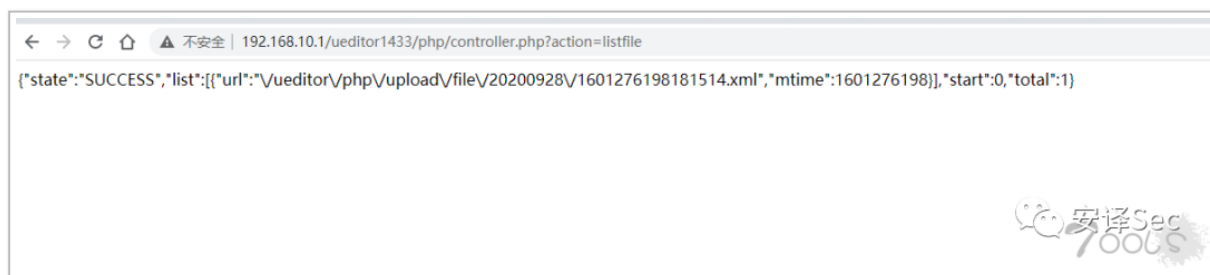 不安全 | 192.168.10.1/ueditor1433/php/controller.php?action=listfile
{"state":"SUCCESS","list":[{"url":"\/ueditor\/php\/upload\/file\/20200928\/1601276198181514.xml","mtime":1601276198}],"start":0,"total":1}
安译Sec
7ools